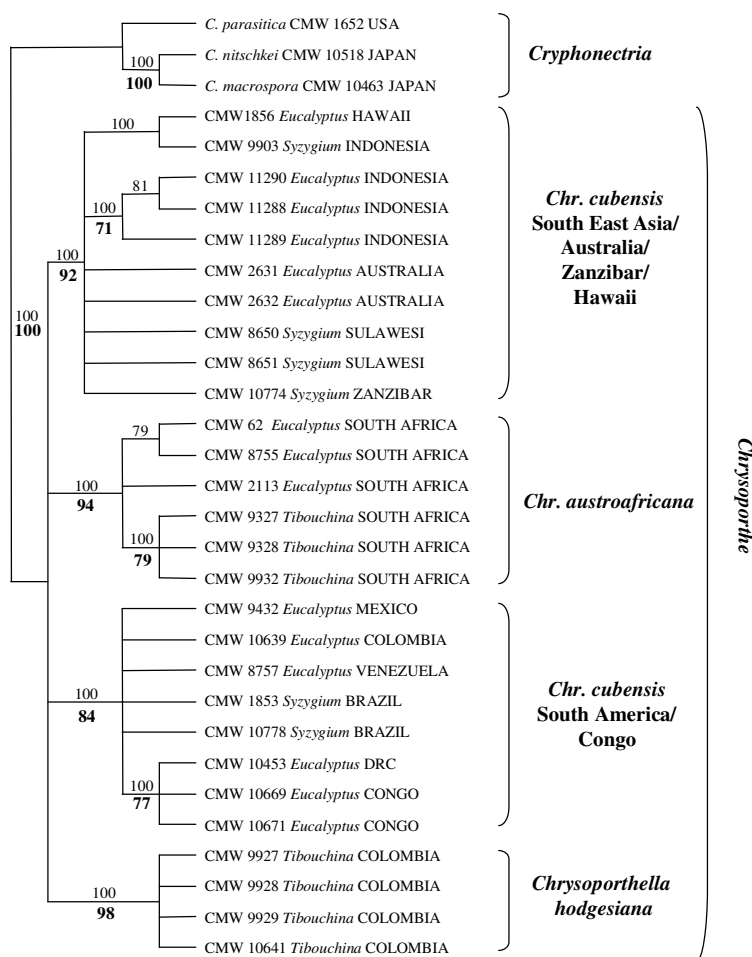 C. parasitica CMW 1652 USA
100
C. nitschkei CMW 10518 JAPAN
100
C. macrospora CMW 10463 JAPAN
Cryphonectria
100
CMW1856 Eucalyptus HAWAII
CMW 9903 Syzygium INDONESIA
81
CMW 11290 Eucalyptus INDONESIA
100
CMW 11288 Eucalyptus INDONESIA
71
CMW 11289 Eucalyptus INDONESIA
100
92
CMW 2631 Eucalyptus AUSTRALIA
CMW 2632 Eucalyptus AUSTRALIA
CMW 8650 Syzygium SULAWESI
CMW 8651 Syzygium SULAWESI
CMW 10774 Syzygium ZANZIBAR
Chr. cubensis
South East Asia/
Australia/
Zanzibar/
Hawaii
100
100
79
CMW 62 Eucalyptus SOUTH AFRICA
CMW 8755 Eucalyptus SOUTH AFRICA
100
94
CMW 2113 Eucalyptus SOUTH AFRICA
CMW 9327 Tibouchina SOUTH AFRICA
100
79
CMW 9328 Tibouchina SOUTH AFRICA
CMW 9932 Tibouchina SOUTH AFRICA
Chr. austroafricana
Chrysoporthe
CMW 9432 Eucalyptus MEXICO
CMW 10639 Eucalyptus COLOMBIA
CMW 8757 Eucalyptus VENEZUELA
100
84
CMW 1853 Syzygium BRAZIL
CMW 10778 Syzygium BRAZIL
CMW 10453 Eucalyptus DRC
100
77
CMW 10669 Eucalyptus CONGO
CMW 10671 Eucalyptus CONGO
Chr. cubensis
South America/
Congo
CMW 9927 Tibouchina COLOMBIA
CMW 9928 Tibouchina COLOMBIA
100
98
CMW 9929 Tibouchina COLOMBIA
CMW 10641 Tibouchina COLOMBIA
Chrysoporthella
hodgesiana